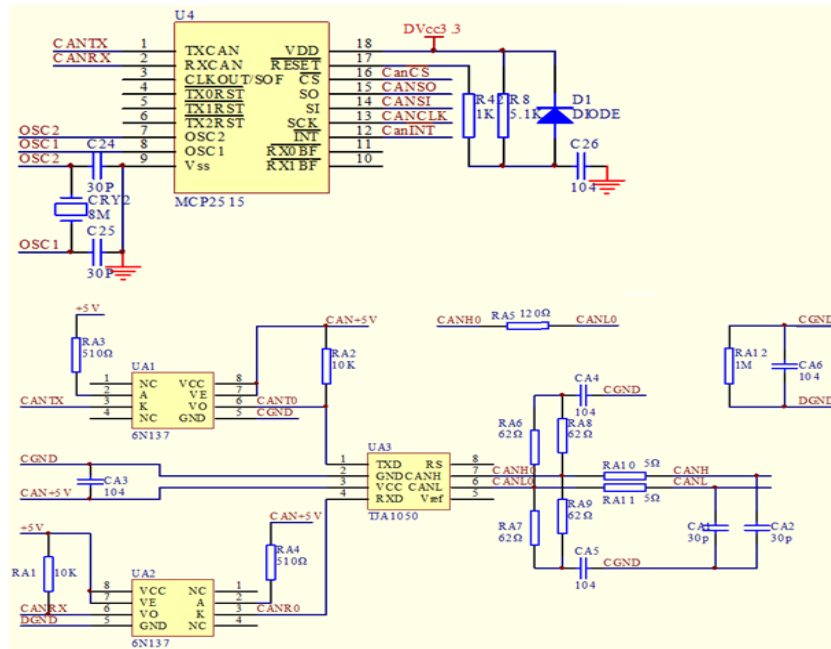 U4
DVcc3.3
CANTX 1 TXCAN VDD 18
CANRX 2 RXCAN RESET 17
3 CLKOUT/SOF CS 16 CanCS
4 TX0RST SO 15 CANSO
5 TX1RST SI 14 CANSI
6 TX2RST SCK 13 CANCLK
OSC2 7 OSC2 INT 12 CanINT
OSC1 8 OSC1 RX0BF 11
OSC2 9 Vss RX1BF 10
R42 1K
R8 5.1K
D1 DIODE
C24
30P
C26
104
CRY2
8M
MCP2515
OSC1
C25
30P
+5V
RA3
510Ω
CAN+5V
RA2
10K
CANH0 RA5 120Ω CANL0
CGND
RA12
1M
CA6
104
DGND
UA1
1 NC VCC 8
2 A VE 7
CANTX 3 K VO 6 CANT0
4 NC GND 5 CGND
6N137
CA4
104
CGND
RA6
62Ω
RA8
62Ω
UA3
1 TXD RS 8
CGND 2 GND CANH 7 CANH0 RA10 5Ω CANH
CAN+5V 3 VCC CANL 6 CANL0 RA11 5Ω CANL
4 RXD Vref 5
TJA1050
CA3
104
RA7
62Ω
RA9
62Ω
CA1
30p
CA2
30p
CA5
104
CGND
+5V
RA1 10K
CAN+5V
RA4
510Ω
UA2
8 VCC NC 1
7 VE A 2
CANRX 6 VO K 3 CANR0
DGND 5 GND NC 4
6N137